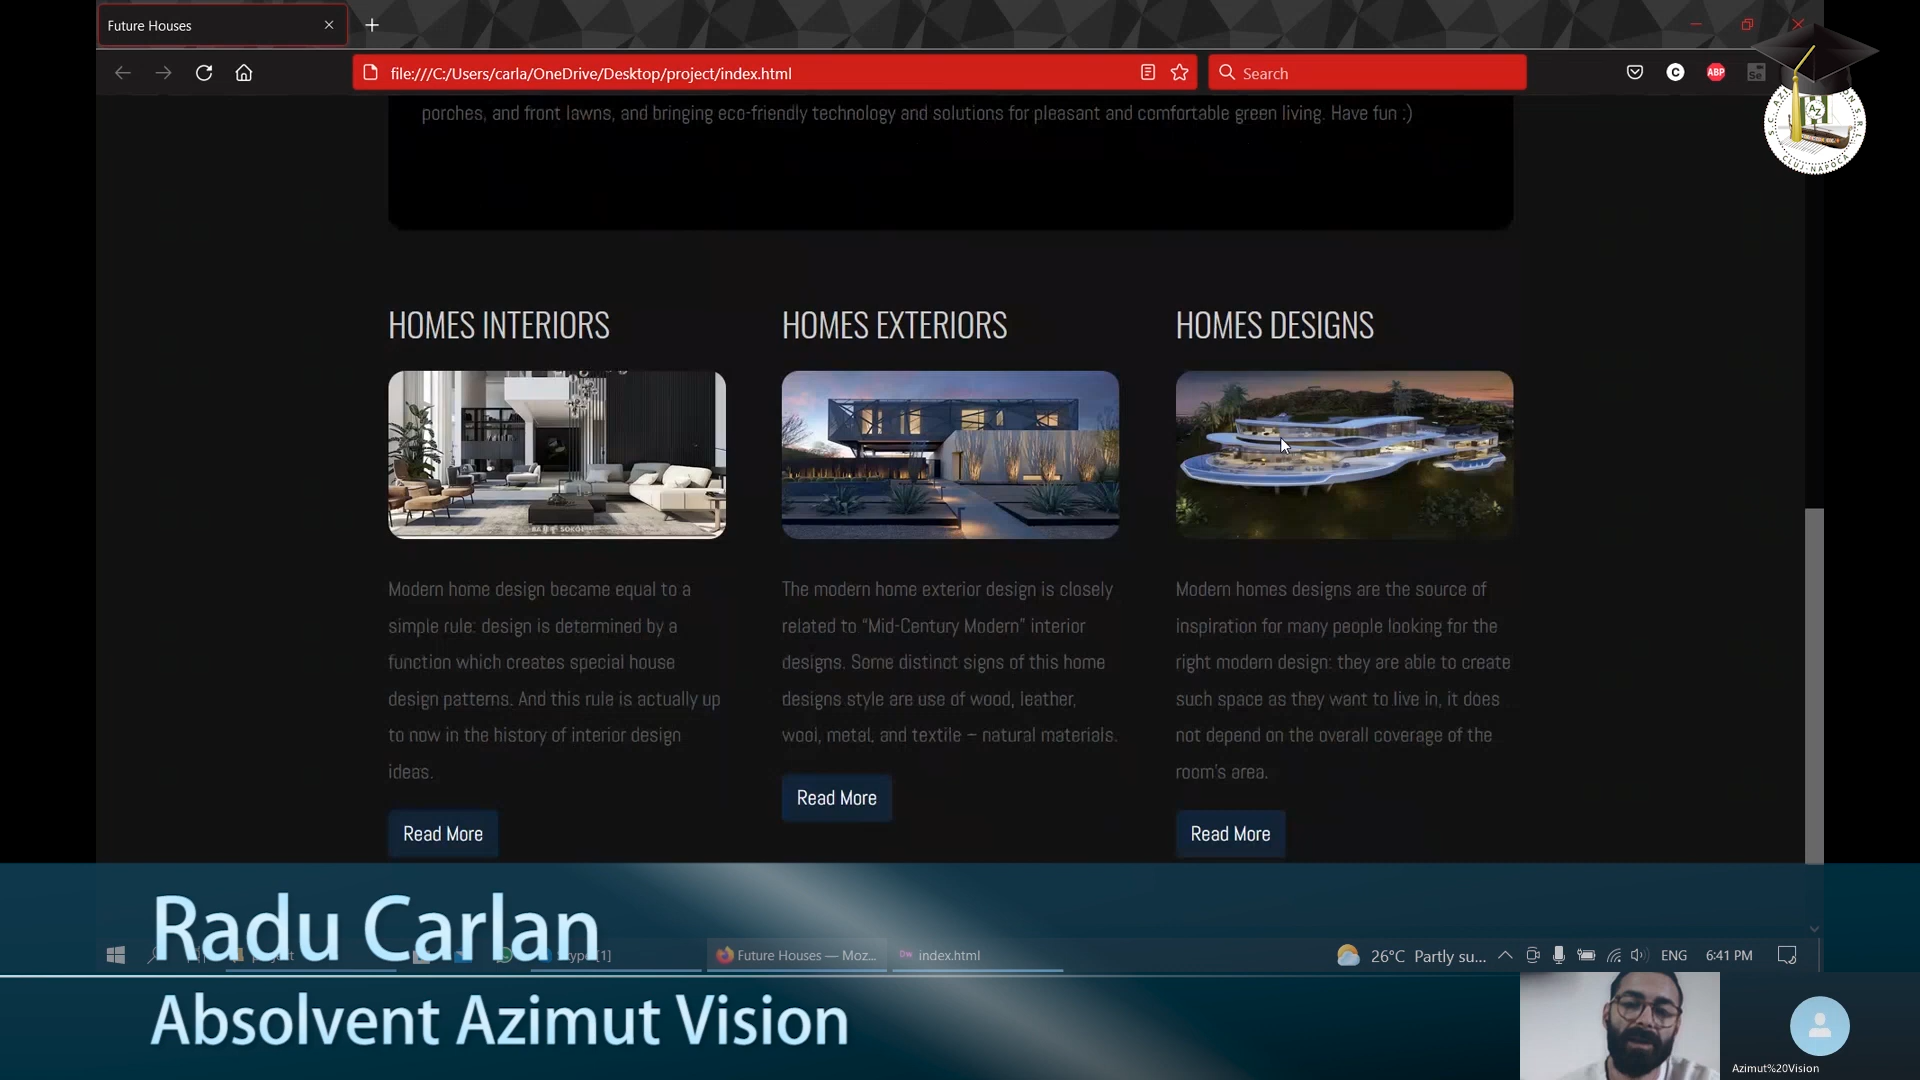 Future Houses
file:///C:/Users/carla/OneDrive/Desktop/project/index.html
Search
C
ABP
Se
AZ
CLUJ-NAPOCA
porches, and front lawns, and bringing eco-friendly technology and solutions for pleasant and comfortable green living. Have fun :)
HOMES INTERIORS
HOMES EXTERIORS
HOMES DESIGNS
Modern home design became equal to a
simple rule: design is determined by a
function which creates special house
design patterns. And this rule is actually up
to now in the history of interior design
ideas.
Read More
The modern home exterior design is closely
related to “Mid-Century Modern” interior
designs. Some distinct signs of this home
designs style are use of wood, leather,
wool, metal, and textile – natural materials.
Read More
Modern homes designs are the source of
inspiration for many people looking for the
right modern design: they are able to create
such space as they want to live in, it does
not depend on the overall coverage of the
room's area.
Read More
Radu Carlan
Future Houses — Moz...
Dw index.html
26°C Partly su...
ENG
6:41 PM
Absolvent Azimut Vision
Azimut%20Vision